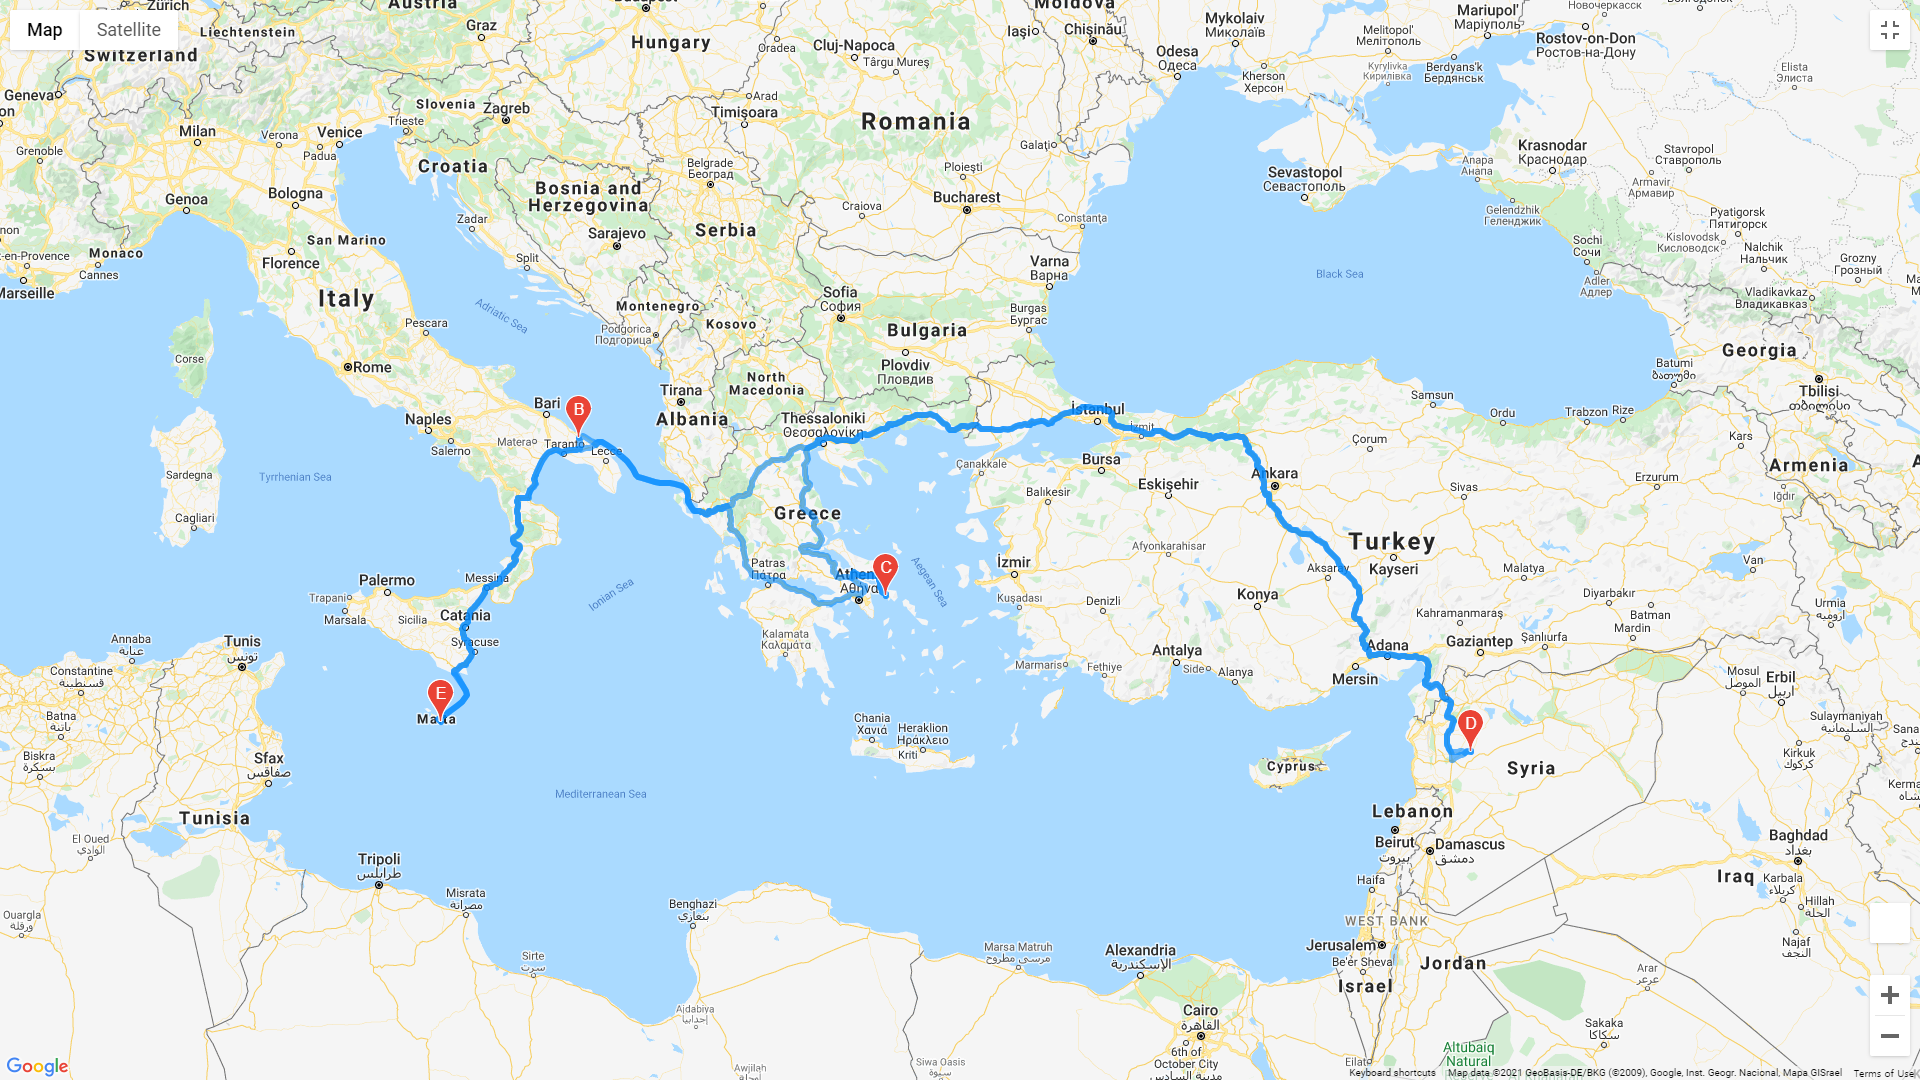 Map
Satellite
Zürich
Liechtenstein
Austria
Graz
Budapest
Hungary
Oradea
Cluj-Napoca
Târgu Mureș
Moldova
Iași
Chișinău
Mykolaiv
Миколаїв
Odesa
Одеса
Kherson
Херсон
Melitopol'
Мелітополь
Mariupol'
Маріуполь
Berdyans'k
Бердянськ
Kyrylivka
Кирилівка
Новочеркасск
Rostov-on-Don
Ростов-на-Дону
Volgodonsk
Elista
Элиста
Switzerland
Geneva
Grenoble
Milan
Verona
Venice
Padua
Slovenia
Trieste
Zagreb
Croatia
Arad
Timișoara
Romania
Galați
Ploiești
Bucharest
Craiova
Constanța
Belgrade
Београд
Bosnia and
Herzegovina
Sarajevo
Serbia
Zadar
Split
Genoa
Bologna
San Marino
Florence
Monaco
Cannes
t-en-Provence
Marseille
Italy
Adriatic Sea
Pescara
Corse
Rome
Montenegro
Podgorica
Подгорица
Kosovo
Sofia
София
Bulgaria
Plovdiv
Пловдив
Varna
Варна
Burgas
Бургас
Black Sea
Sevastopol
Севастополь
Krasnodar
Краснодар
Anapa
Анапа
Gelendzhik
Геленджик
Stavropol
Ставрополь
Armavir
Армавир
Pyatigorsk
Пятигорск
Kislovodsk
Кисловодск
Nalchik
Нальчик
Sochi
Сочи
Adler
Адлер
Grozny
Грозный
Vladikavkaz
Владикавказ
Georgia
Batumi
ბათუმი
Tbilisi
თბილისი
Tirana
Albania
North
Macedonia
Thessaloniki
Θεσσαλονίκη
Naples
Salerno
Bari
B
Matera
Taranto
Lecce
Sardegna
Cagliari
Tyrrhenian Sea
Greece
İstanbul
İzmit
Bursa
Çanakkale
Balıkesir
Eskişehir
Ankara
Çorum
Samsun
Ordu
Trabzon
Rize
Kars
Armenia
Iğdır
Sivas
Erzurum
Turkey
Kayseri
Aksaray
Malatya
Van
Diyarbakır
Batman
Mardin
Şanlıurfa
Kahramanmaraş
Gaziantep
Adana
Mersin
Konya
Afyonkarahisar
İzmir
Kuşadası
Denizli
Antalya
Side
Alanya
Fethiye
Marmaris
Aegean Sea
C
Athens
Αθήνα
Patras
Πάτρα
Kalamata
Καλαμάτα
Ionian Sea
Chania
Χανιά
Heraklion
Ηράκλειο
Kriti
Messina
Palermo
Trapani
Marsala
Sicilia
Catania
Syracuse
E
Malta
Annaba
عنابة
Constantine
قسنطينة
Batna
باتنة
Biskra
بسكرة
El Oued
الوادي
Ouargla
ورقلة
Tunis
تونس
Sfax
صفاقس
Tunisia
Tripoli
طرابلس
Misrata
مصراتة
Sirte
سرت
Benghazi
بنغازي
Ajdabiya
إجدابيا
Awjilah
أوجلة
Mediterranean Sea
Marsa Matruh
مرسى مطروح
Siwa Oasis
سيوة
Alexandria
الإسكندرية
Cairo
القاهرة
6th of
October City
مدينة السادس
Cyprus
D
Syria
Lebanon
Beirut
بيروت
Damascus
دمشق
Haifa
WEST BANK
Jerusalem
Be'er Sheva
Israel
Jordan
Eilat
Arar
عرعر
Sakaka
سكاكا
Altubaiq
Natural
Iraq
Baghdad
بغداد
Karbala
كربلاء
Hillah
الحلة
Najaf
النجف
Kirkuk
كركوك
Erbil
أربيل
Mosul
الموصل
Sulaymaniyah
السليمانية
Urmia
ارومیه
Google
Keyboard shortcuts
Map data ©2021 GeoBasis-DE/BKG (©2009), Google, Inst. Geogr. Nacional, Mapa GISrael
Terms of Use